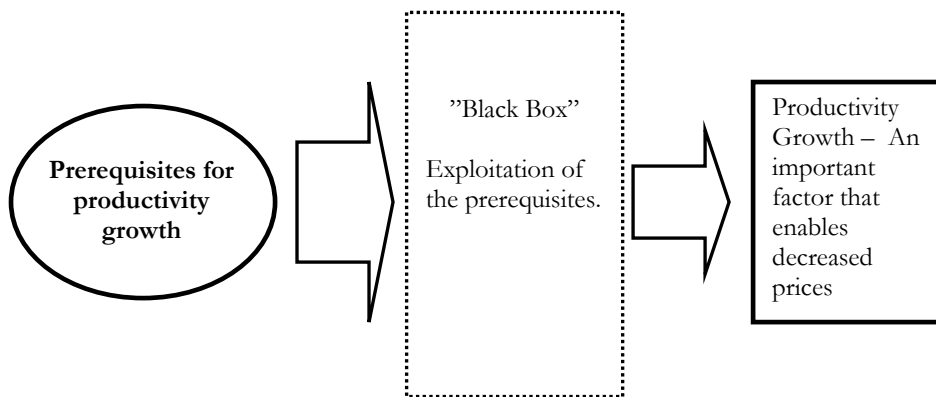 Prerequisites for
productivity
growth
”Black Box”
Exploitation of
the prerequisites.
Productivity
Growth – An
important
factor that
enables
decreased
prices